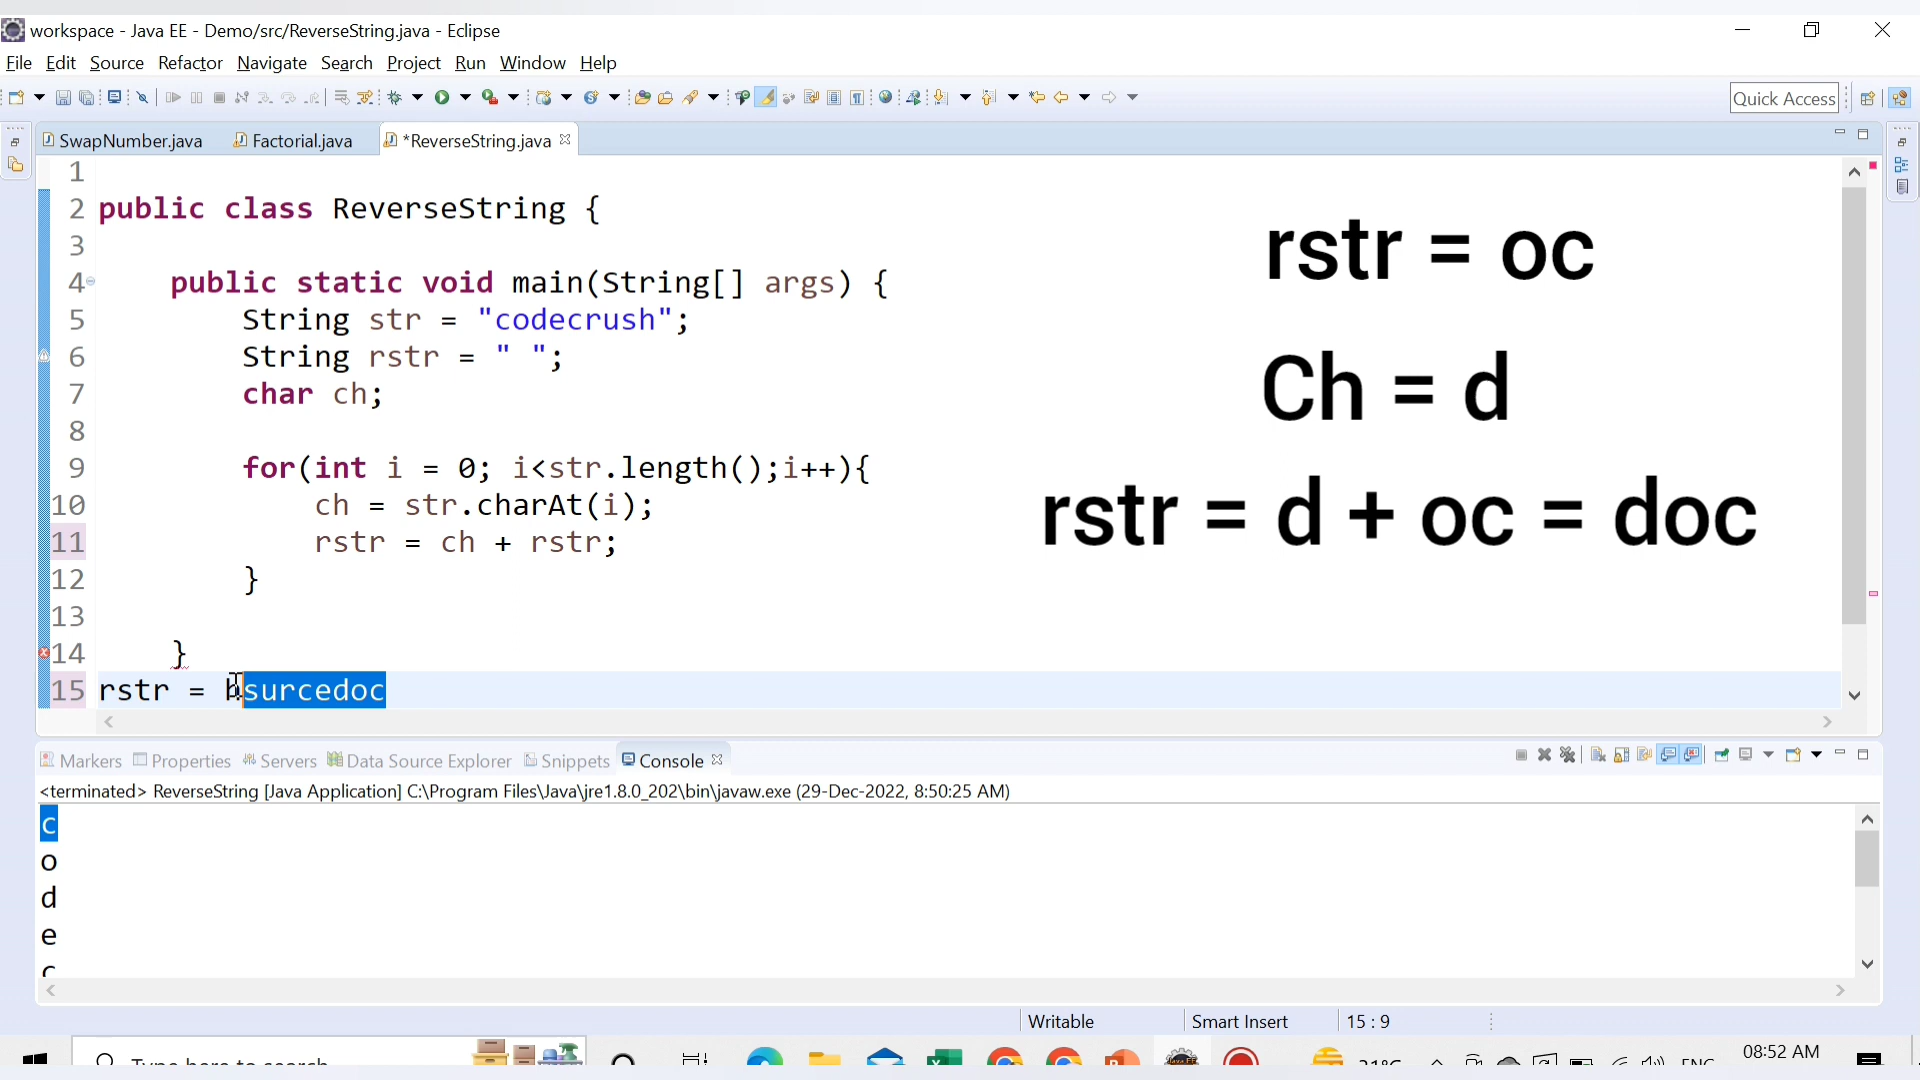 workspace - Java EE - Demo/src/ReverseString.java - Eclipse
File Edit Source Refactor Navigate Search Project Run Window Help
Quick Access
SwapNumber.java Factorial.java *ReverseString.java
1
2 public class ReverseString {
3
4 public static void main(String[] args) {
5 String str = "codecrush";
6 String rstr = " ";
7 char ch;
8
9 for(int i = 0; i<str.length();i++){
10 ch = str.charAt(i);
11 rstr = ch + rstr;
12 }
13
14 }
15 rstr = hsurcedoc
rstr = oc
Ch = d
rstr = d + oc = doc
Markers Properties Servers Data Source Explorer Snippets Console
<terminated> ReverseString [Java Application] C:\Program Files\Java\jre1.8.0_202\bin\javaw.exe (29-Dec-2022, 8:50:25 AM)
c
o
d
e
c
Writable Smart Insert 15 : 9
Type here to search 08:52 AM